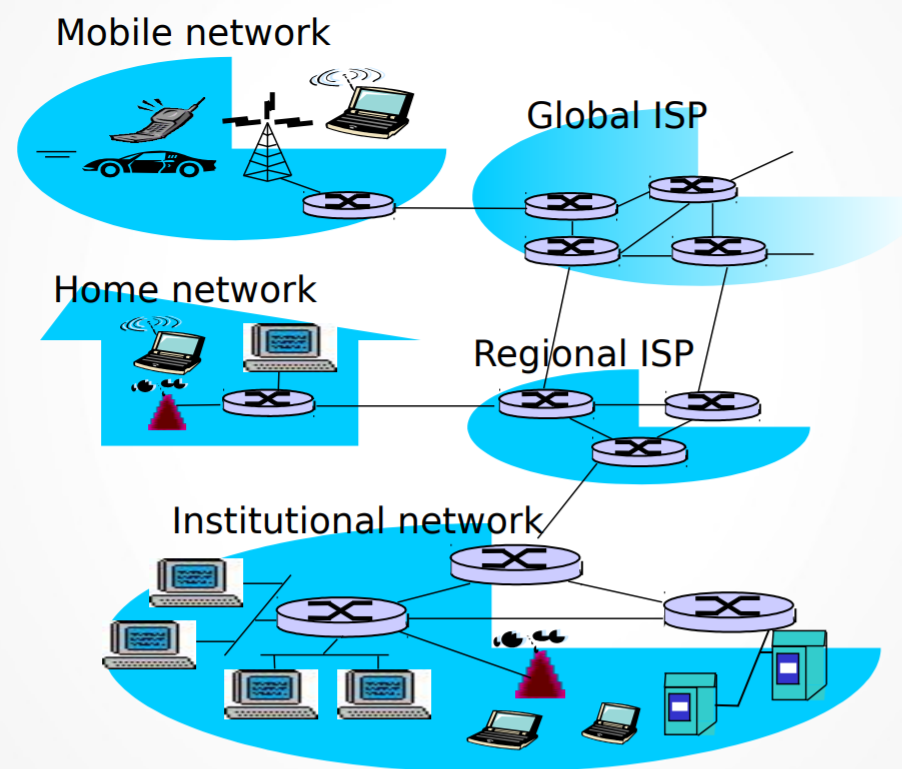 Mobile network
Global ISP
Home network
Regional ISP
Institutional network